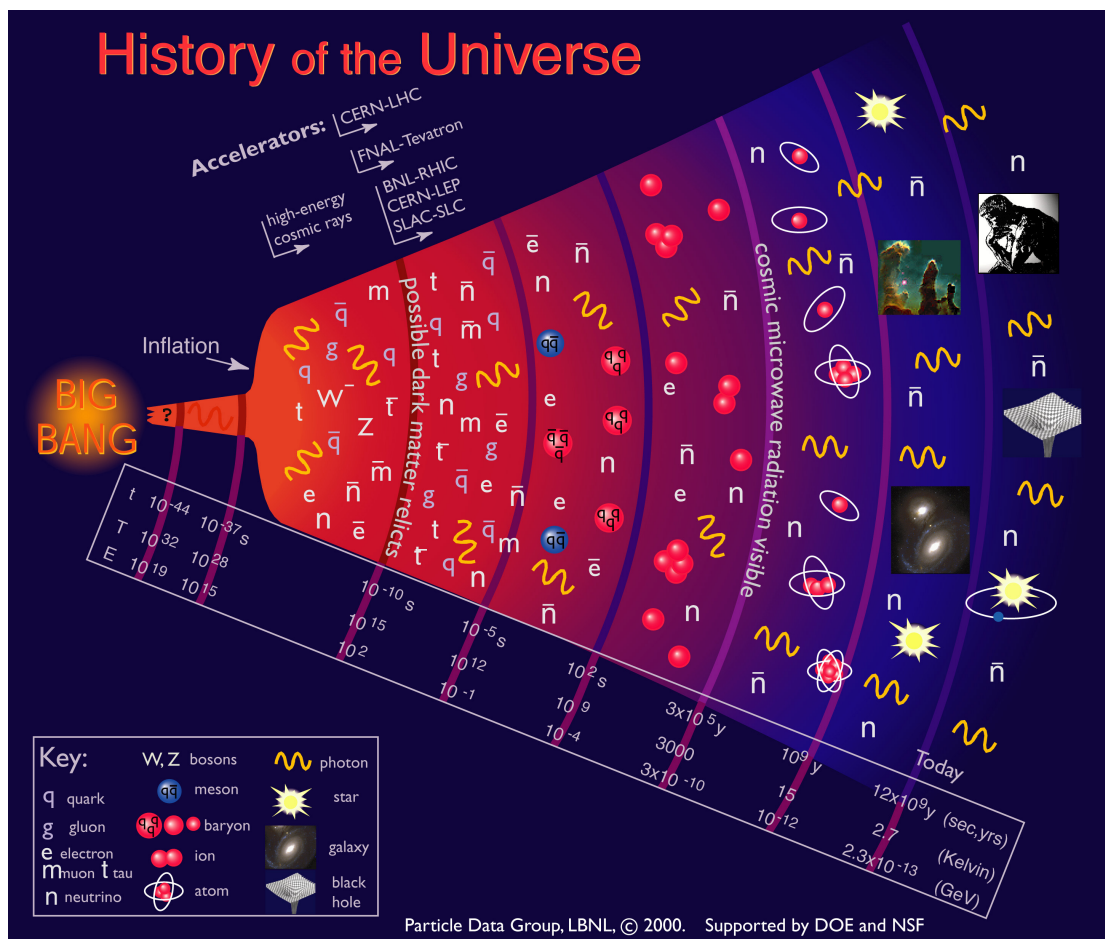 History of the Universe
Accelerators:
CERN-LHC
FNAL-Tevatron
BNL-RHIC
CERN-LEP
SLAC-SLC
high-energy
cosmic rays
Inflation
BIG
BANG
?
possible dark matter relicts
cosmic microwave radiation visible
t 10⁻⁴⁴ 10⁻³⁷ s 10⁻¹⁰ s 10⁻⁵ s 10² s 3x10⁵ y 10⁹ y 12x10⁹ y (sec,yrs)
T 10³² 10²⁸ 10¹⁵ 10¹² 10⁹ 3000 15 2.7 (Kelvin)
E 10¹⁹ 10¹⁵ 10² 10⁻¹ 10⁻⁴ 3x10⁻¹⁰ 10⁻¹² 2.3x10⁻¹³ (GeV)
Today
Key:
q quark
g gluon
e electron
m muon t tau
n neutrino
W, Z bosons
qq̄ meson
qqq baryon
ion
atom
photon
star
galaxy
black
hole
Particle Data Group, LBNL, © 2000. Supported by DOE and NSF